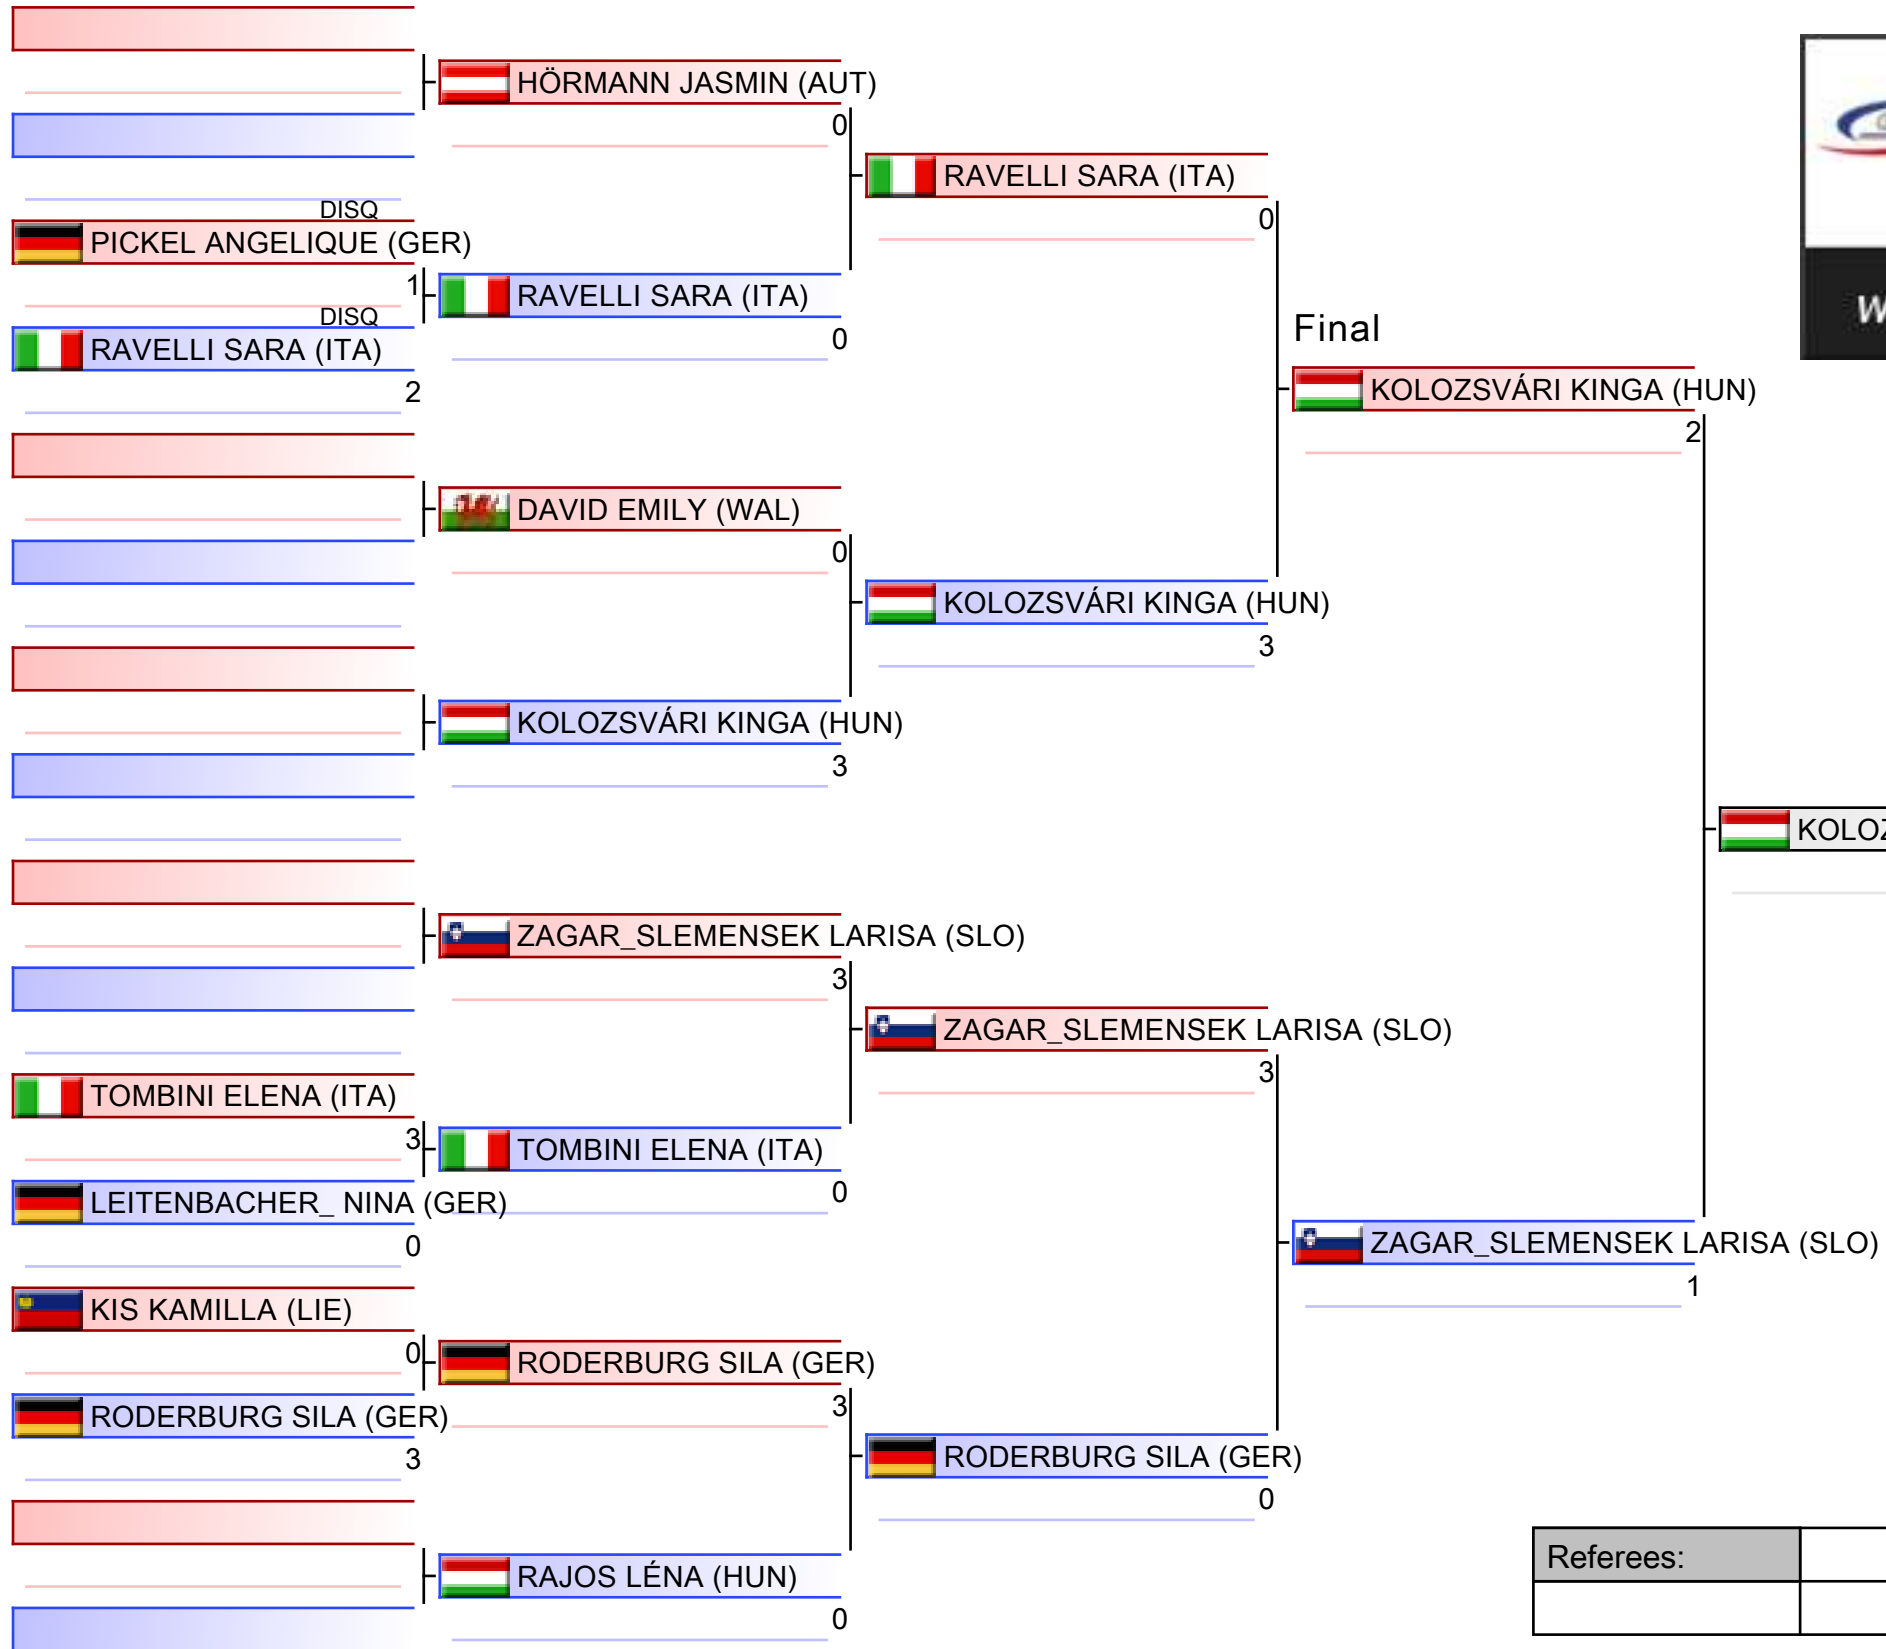 HÖRMANN JASMIN (AUT)
0
RAVELLI SARA (ITA)
0
DISQ
PICKEL ANGELIQUE (GER)
1
RAVELLI SARA (ITA)
0
DISQ
RAVELLI SARA (ITA)
2
Final
W
KOLOZSVÁRI KINGA (HUN)
2
DAVID EMILY (WAL)
0
KOLOZSVÁRI KINGA (HUN)
3
KOLOZSVÁRI KINGA (HUN)
3
KOLOZ
ZAGAR_SLEMENSEK LARISA (SLO)
3
ZAGAR_SLEMENSEK LARISA (SLO)
3
TOMBINI ELENA (ITA)
3
TOMBINI ELENA (ITA)
0
LEITENBACHER_ NINA (GER)
0
ZAGAR_SLEMENSEK LARISA (SLO)
1
KIS KAMILLA (LIE)
0
RODERBURG SILA (GER)
3
RODERBURG SILA (GER)
3
RODERBURG SILA (GER)
0
RAJOS LÉNA (HUN)
0
Referees: